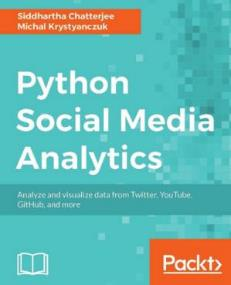 Siddhartha Chatterjee
Michal Krystyanczuk
Python
Social Media
Analytics
Analyze and visualize data from Twitter, YouTube,
GitHub, and more
Packt>